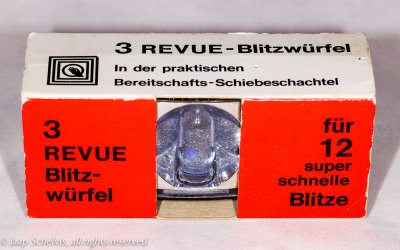 3 REVUE-Blitzwürfel
In der praktischen
Bereitschafts-Schiebeschachtel
3
REVUE
Blitz-
würfel
für
12
super
schnelle
Blitze
© Jaap Schelvis, all rights reserved